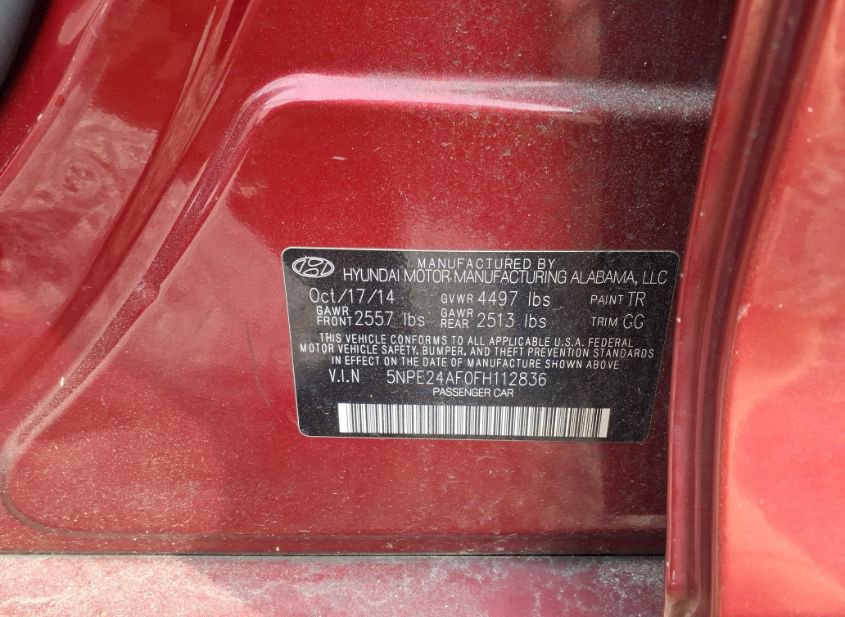 MANUFACTURED BY
HYUNDAI MOTOR MANUFACTURING ALABAMA, LLC
Oct/17/14 GVWR 4497 lbs PAINT TR
GAWR FRONT 2557 lbs GAWR REAR 2513 lbs TRIM GG
THIS VEHICLE CONFORMS TO ALL APPLICABLE U.S.A. FEDERAL
MOTOR VEHICLE SAFETY, BUMPER, AND THEFT PREVENTION STANDARDS
IN EFFECT ON THE DATE OF MANUFACTURE SHOWN ABOVE
V.I.N 5NPE24AF0FH112836
PASSENGER CAR